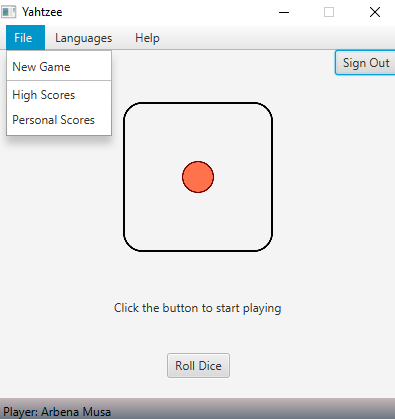 Yahtzee
File Languages Help
Sign Out
New Game
High Scores
Personal Scores
Click the button to start playing
Roll Dice
Player: Arbena Musa